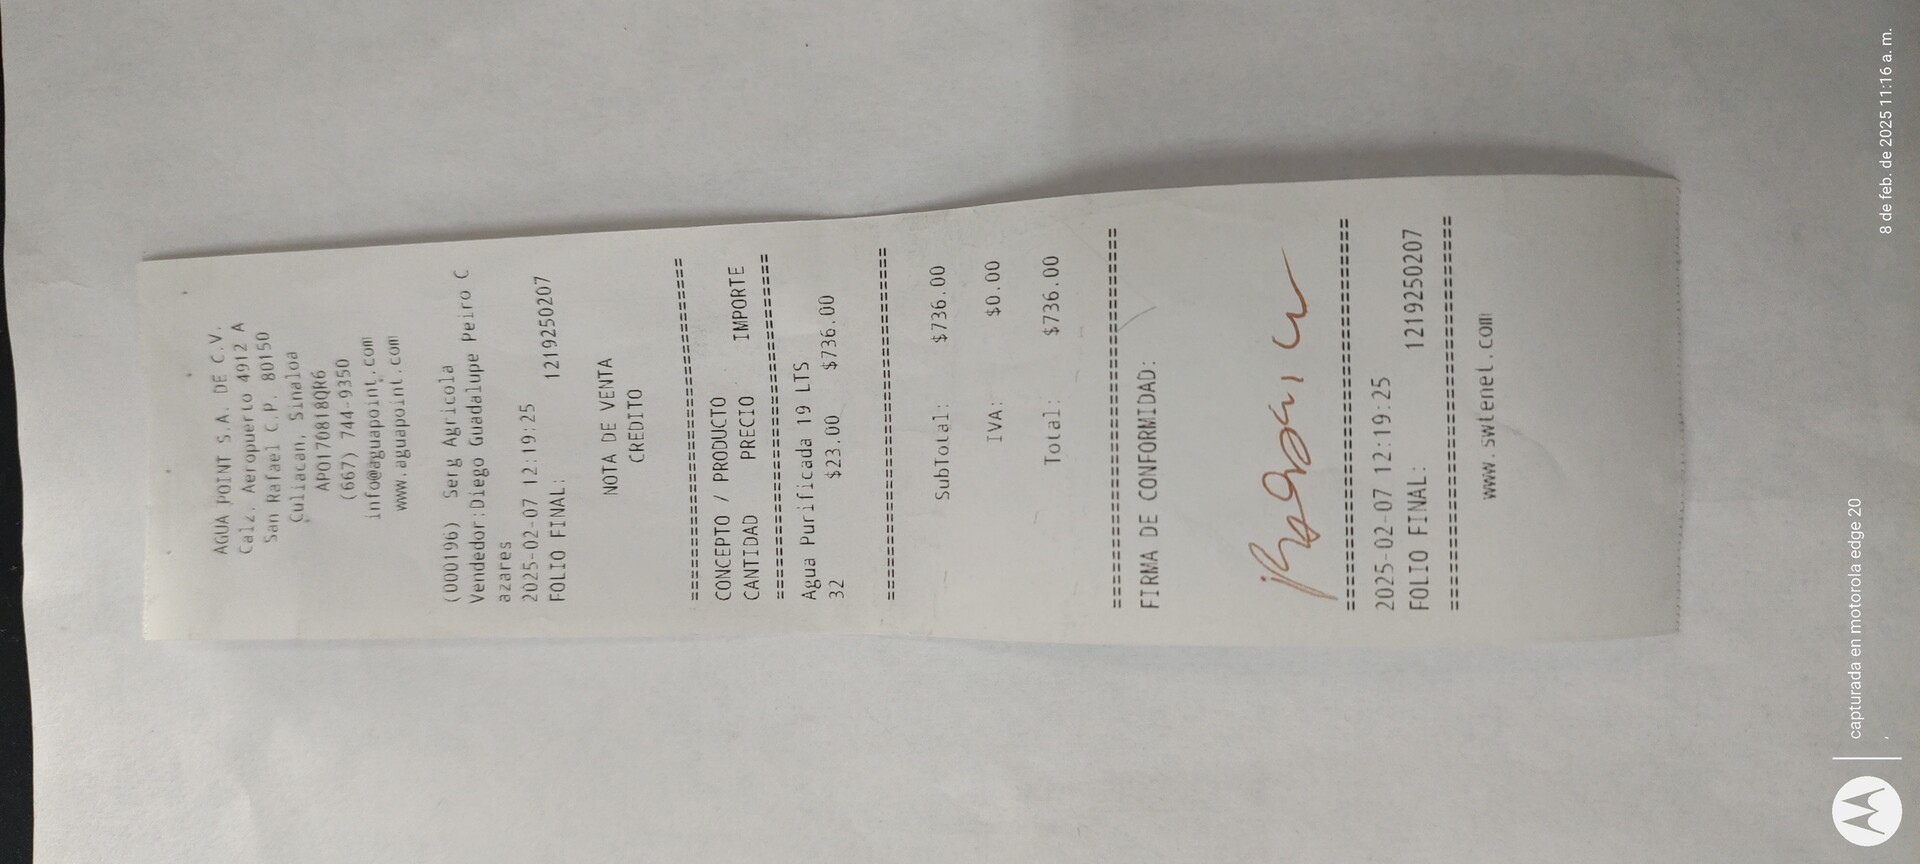 AGUA POINT S.A. DE C.V.
Calz. Aeropuerto 4912 A
San Rafael C.P. 80150
Culiacan, Sinaloa
APO170818QR6
(667) 744-9350
info@aguapoint.com
www.aguapoint.com
(000196) Serg Agricola
Vendedor:Diego Guadalupe Peiro C
azares
2025-02-07 12:19:25
FOLIO FINAL: 1219250207
NOTA DE VENTA
CREDITO
================================
CONCEPTO / PRODUCTO
CANTIDAD PRECIO IMPORTE
================================
Agua Purificada 19 LTS
32 $23.00 $736.00
================================
SubTotal: $736.00
IVA: $0.00
Total: $736.00
================================
FIRMA DE CONFORMIDAD:
================================
2025-02-07 12:19:25
FOLIO FINAL: 1219250207
================================
www.swtenet.com
capturada en motorola edge 20
8 de feb. de 2025 11:16 a. m.